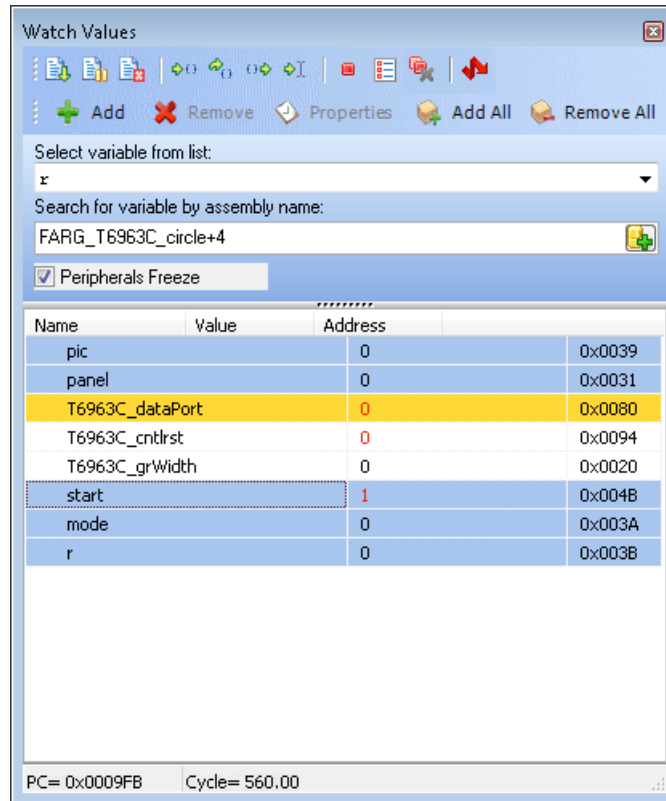 Watch Values
Add Remove Properties Add All Remove All
Select variable from list:
r
Search for variable by assembly name:
FARG_T6963C_circle+4
Peripherals Freeze
Name Value Address
pic 0 0x0039
panel 0 0x0031
T6963C_dataPort 0 0x0080
T6963C_cntlrst 0 0x0094
T6963C_grWidth 0 0x0020
start 1 0x004B
mode 0 0x003A
r 0 0x003B
PC= 0x0009FB Cycle= 560.00